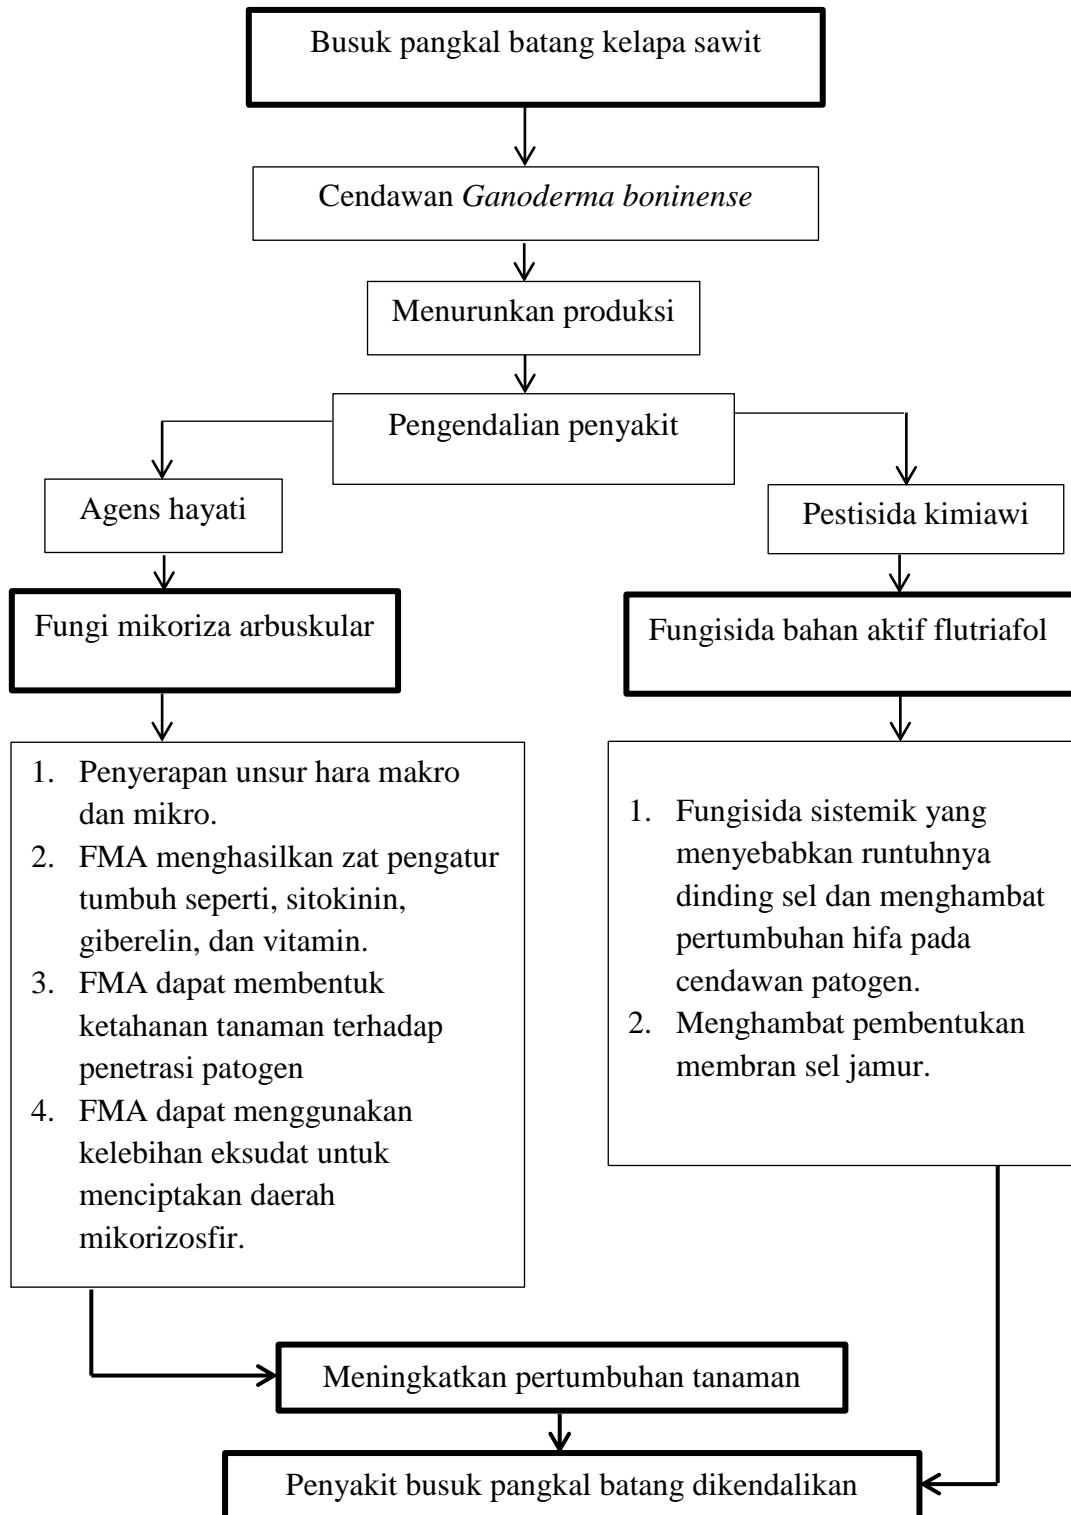 Busuk pangkal batang kelapa sawit
Cendawan Ganoderma boninense
Menurunkan produksi
Pengendalian penyakit
Agens hayati
Pestisida kimiawi
Fungi mikoriza arbuskular
Fungisida bahan aktif flutriafol
1. Penyerapan unsur hara makro
dan mikro.
2. FMA menghasilkan zat pengatur
tumbuh seperti, sitokinin,
giberelin, dan vitamin.
3. FMA dapat membentuk
ketahanan tanaman terhadap
penetrasi patogen
4. FMA dapat menggunakan
kelebihan eksudat untuk
menciptakan daerah
mikorizosfir.
1. Fungisida sistemik yang
menyebabkan runtuhnya
dinding sel dan menghambat
pertumbuhan hifa pada
cendawan patogen.
2. Menghambat pembentukan
membran sel jamur.
Meningkatkan pertumbuhan tanaman
Penyakit busuk pangkal batang dikendalikan